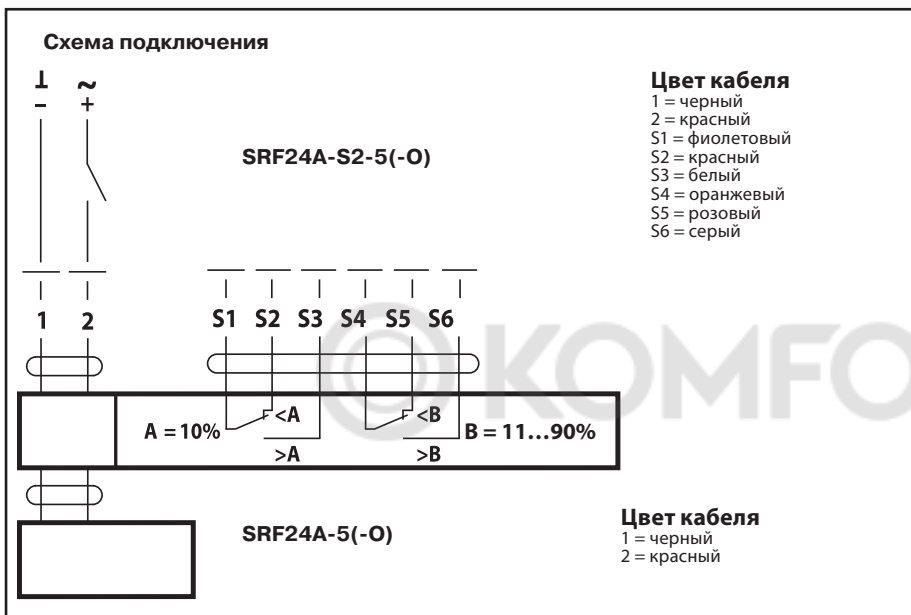 Схема подключения
⊥ ~
– +
SRF24A-S2-5(-O)
Цвет кабеля
1 = черный
2 = красный
S1 = фиолетовый
S2 = красный
S3 = белый
S4 = оранжевый
S5 = розовый
S6 = серый
1 2 S1 S2 S3 S4 S5 S6
© KOMFO
A = 10% <A <B B = 11...90%
>A >B
SRF24A-5(-O)
Цвет кабеля
1 = черный
2 = красный